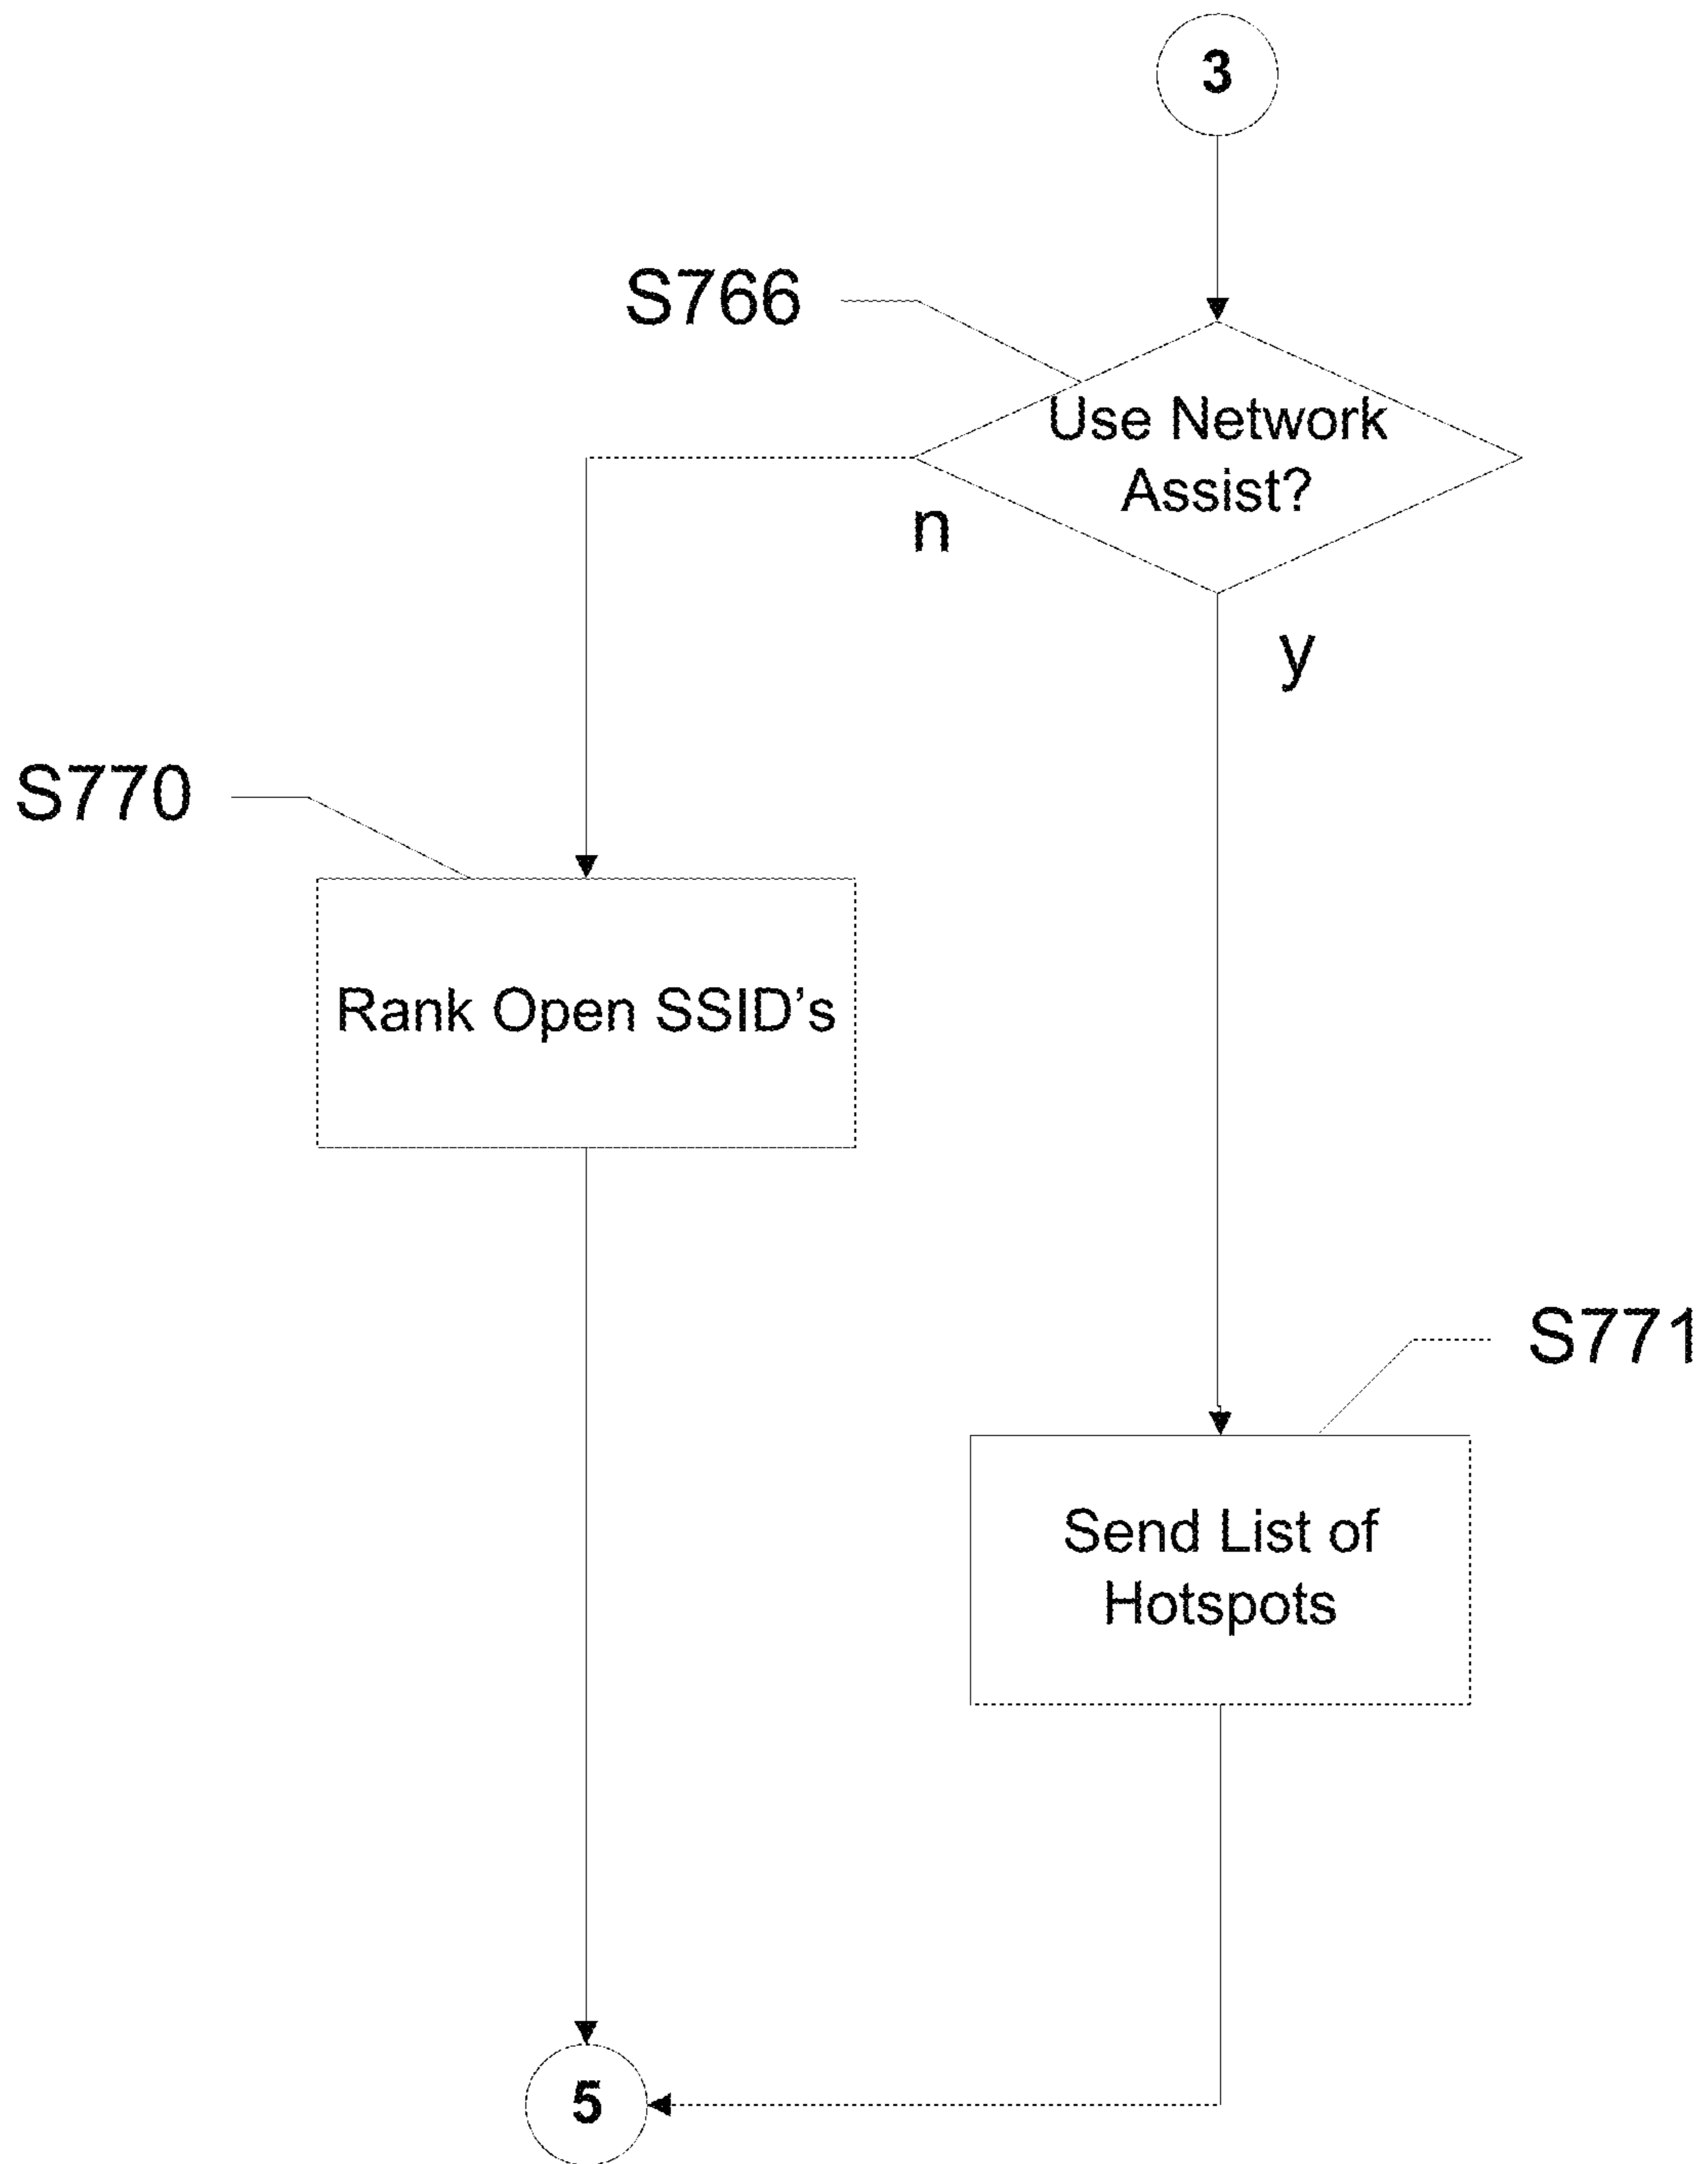 3
S766
Use Network
Assist?
n
y
S770
Rank Open SSID's
S771
Send List of
Hotspots
5